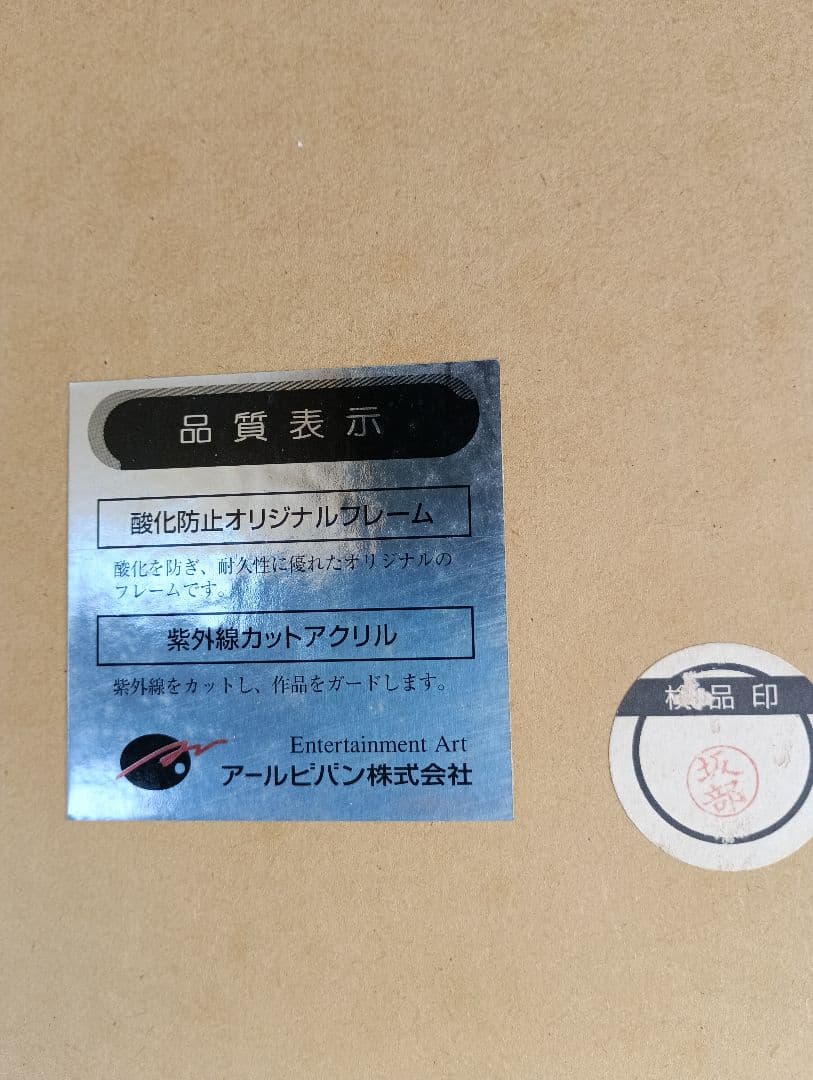 品質表示
酸化防止オリジナルフレーム
酸化を防ぎ、耐久性に優れたオリジナルの
フレームです。
紫外線カットアクリル
紫外線をカットし、作品をガードします。
Entertainment Art
アールビバン株式会社
検品印
坂
部